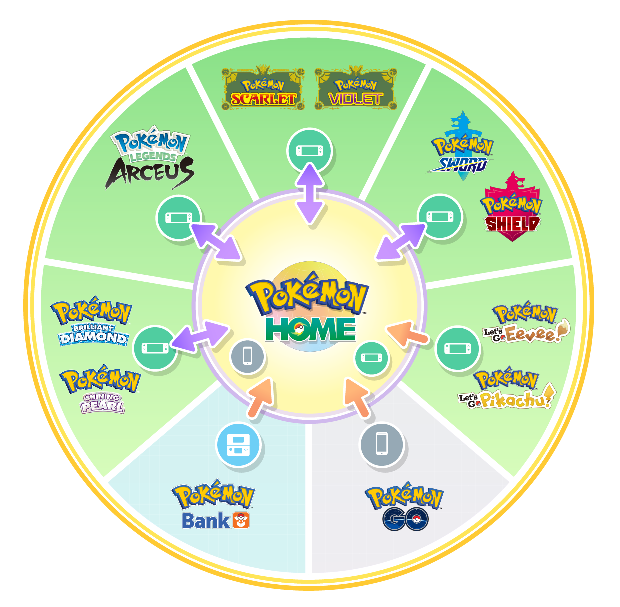 Pokémon
SCARLET
Pokémon
VIOLET
Pokémon
LEGENDS
ARCEUS
Pokémon
SWORD
Pokémon
SHIELD
Pokémon
HOME
Pokémon
BRILLIANT
DIAMOND
Pokémon
SHINING
PEARL
Pokémon
Let's Go Eevee!
Pokémon
Let's Go Pikachu!
Pokémon
Bank
Pokémon
GO